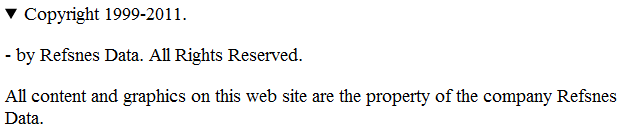 ▼ Copyright 1999-2011.
- by Refsnes Data. All Rights Reserved.
All content and graphics on this web site are the property of the company Refsnes
Data.